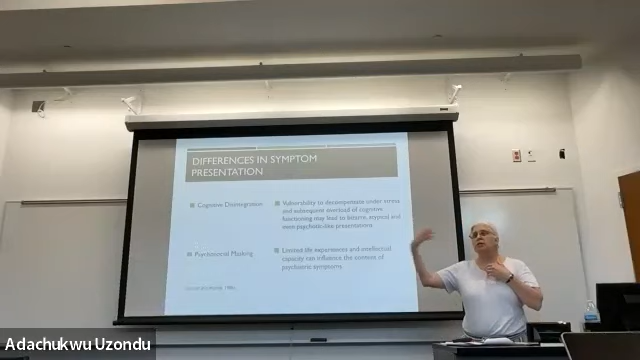 DIFFERENCES IN SYMPTOM
PRESENTATION
Cognitive Disintegration
Vulnerability to decompensate under stress
and subsequent overload of cognitive
functioning may lead to bizarre, atypical and
even psychotic-like presentations
Psychosocial Masking
Limited life experiences and intellectual
capacity can influence the content of
psychiatric symptoms
Adachukwu Uzondu